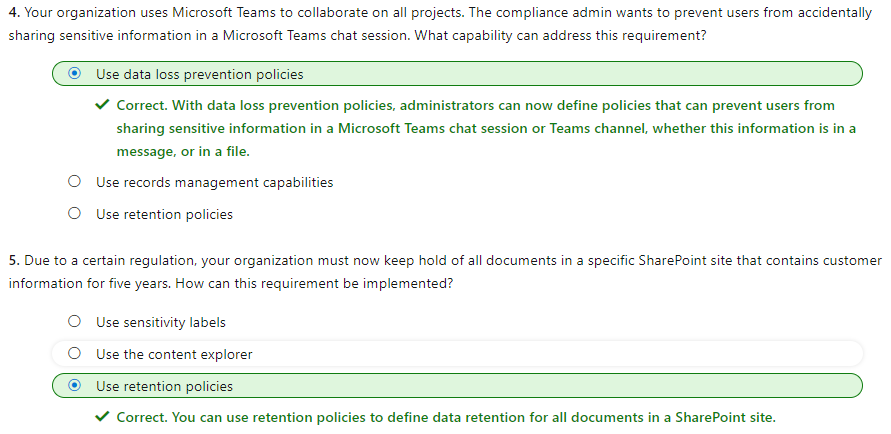 4. Your organization uses Microsoft Teams to collaborate on all projects. The compliance admin wants to prevent users from accidentally
sharing sensitive information in a Microsoft Teams chat session. What capability can address this requirement?
Use data loss prevention policies
Correct. With data loss prevention policies, administrators can now define policies that can prevent users from
sharing sensitive information in a Microsoft Teams chat session or Teams channel, whether this information is in a
message, or in a file.
Use records management capabilities
Use retention policies
5. Due to a certain regulation, your organization must now keep hold of all documents in a specific SharePoint site that contains customer
information for five years. How can this requirement be implemented?
Use sensitivity labels
Use the content explorer
Use retention policies
Correct. You can use retention policies to define data retention for all documents in a SharePoint site.